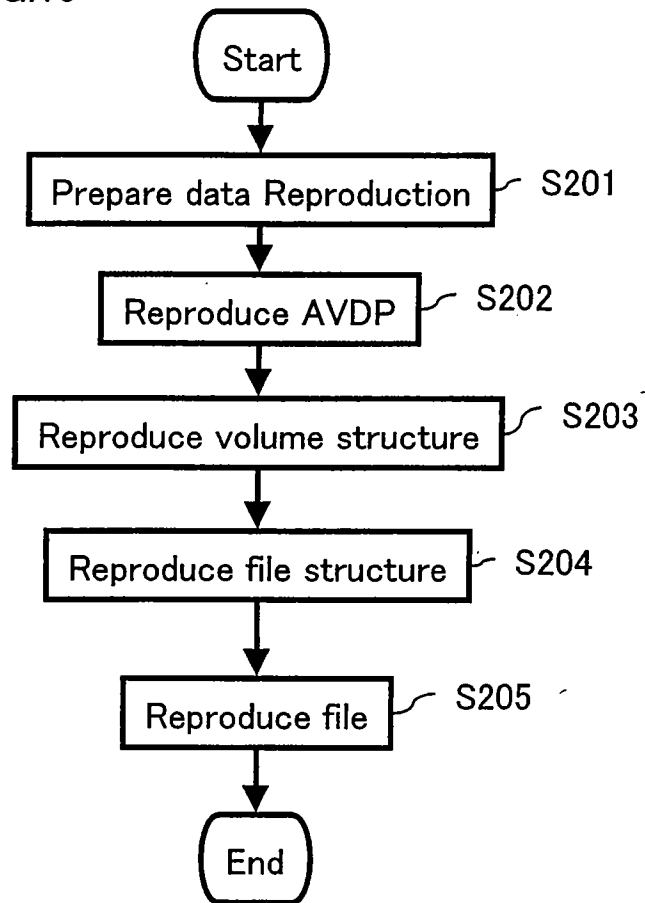 Start
Prepare data Reproduction S201
Reproduce AVDP S202
Reproduce volume structure S203
Reproduce file structure S204
Reproduce file S205
End